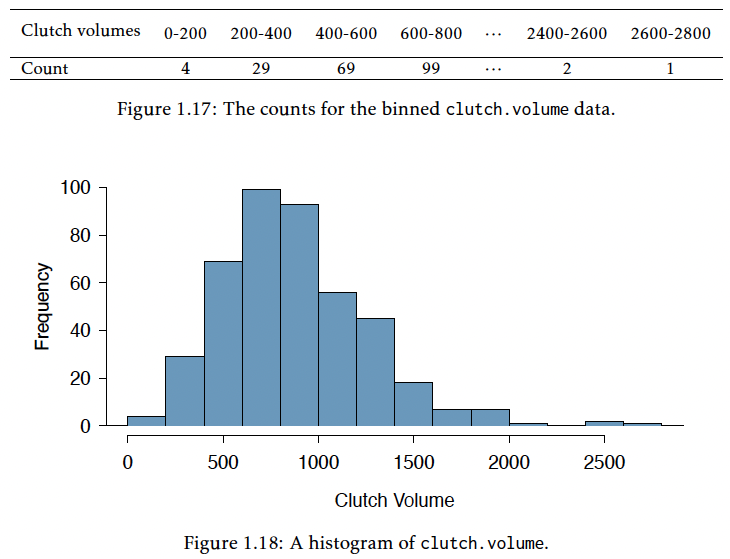 Clutch volumes 0-200 200-400 400-600 600-800 ... 2400-2600 2600-2800
Count 4 29 69 99 ... 2 1
Figure 1.17: The counts for the binned clutch.volume data.
100
80
60
40
20
0
Frequency
0 500 1000 1500 2000 2500
Clutch Volume
Figure 1.18: A histogram of clutch.volume.